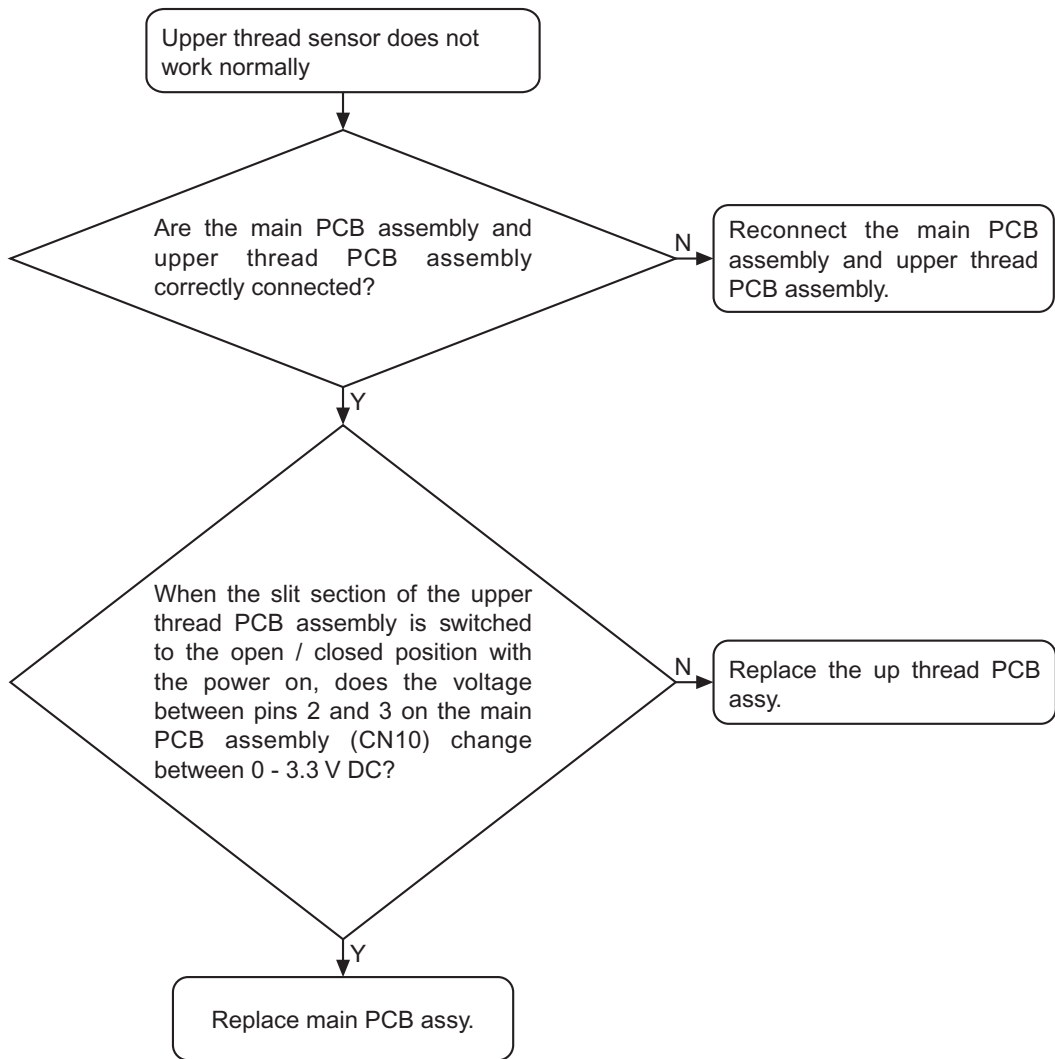 Upper thread sensor does not
work normally
Are the main PCB assembly and
upper thread PCB assembly
correctly connected?
N
Reconnect the main PCB
assembly and upper thread
PCB assembly.
Y
When the slit section of the upper
thread PCB assembly is switched
to the open / closed position with
the power on, does the voltage
between pins 2 and 3 on the main
PCB assembly (CN10) change
between 0 - 3.3 V DC?
N
Replace the up thread PCB
assy.
Y
Replace main PCB assy.